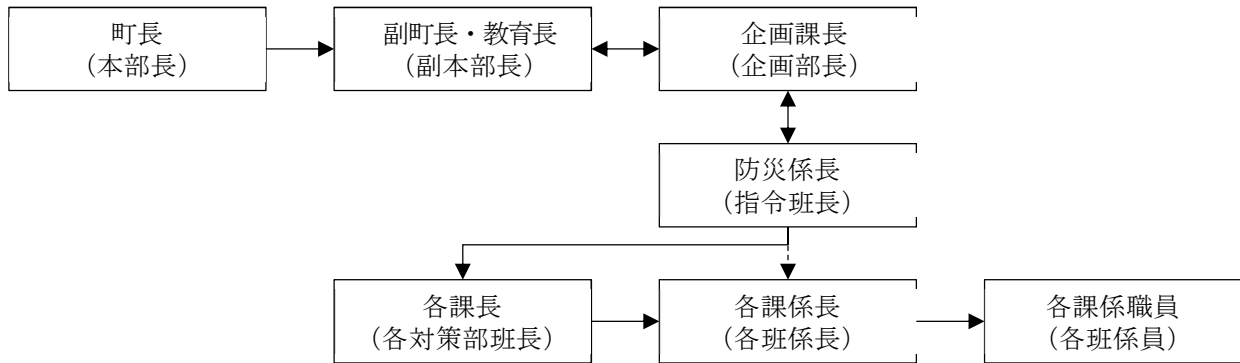 町長
（本部長）
副町長・教育長
（副本部長）
企画課長
（企画部長）
防災係長
（指令班長）
各課長
（各対策部班長）
各課係長
（各班係長）
各課係職員
（各班係員）